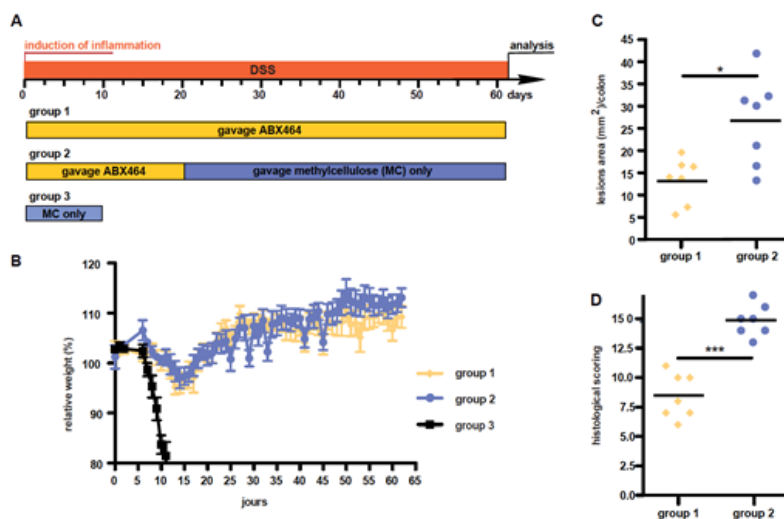 A
induction of inflammation
analysis
DSS
0 10 20 30 40 50 60 days
group 1
gavage ABX464
group 2
gavage ABX464 gavage methylcellulose (MC) only
group 3
MC only
B
120
110
100
90
80
relative weight (%)
0 5 10 15 20 25 30 35 40 45 50 55 60 65
jours
group 1
group 2
group 3
C
45
40
35
30
25
20
15
10
5
0
lesions area (mm²)/colon
*
group 1 group 2
D
15.0
12.5
10.0
7.5
5.0
2.5
0.0
histological scoring
***
group 1 group 2